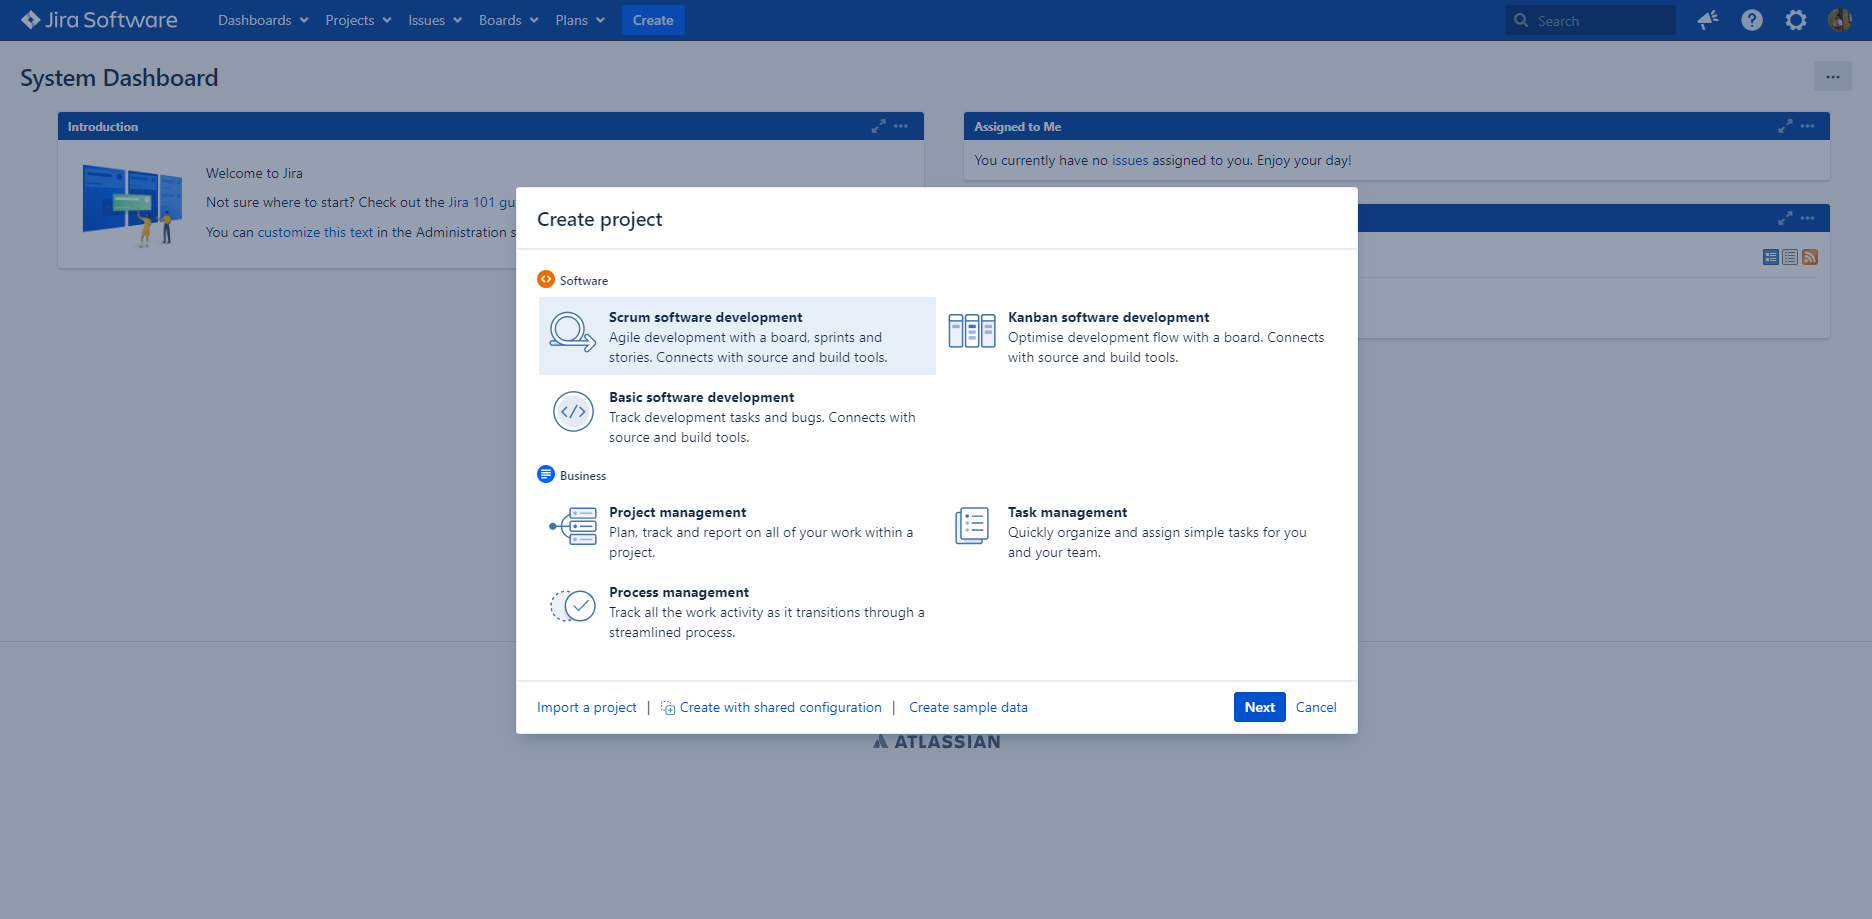 Jira Software
Dashboards
Projects
Issues
Boards
Plans
Create
Search
System Dashboard
Introduction
Welcome to Jira
Not sure where to start? Check out the Jira 101 gu
You can customize this text in the Administration s
Assigned to Me
You currently have no issues assigned to you. Enjoy your day!
Create project
Software
Scrum software development
Agile development with a board, sprints and
stories. Connects with source and build tools.
Kanban software development
Optimise development flow with a board. Connects
with source and build tools.
Basic software development
Track development tasks and bugs. Connects with
source and build tools.
Business
Project management
Plan, track and report on all of your work within a
project.
Task management
Quickly organize and assign simple tasks for you
and your team.
Process management
Track all the work activity as it transitions through a
streamlined process.
Import a project | Create with shared configuration | Create sample data
Next
Cancel
ATLASSIAN